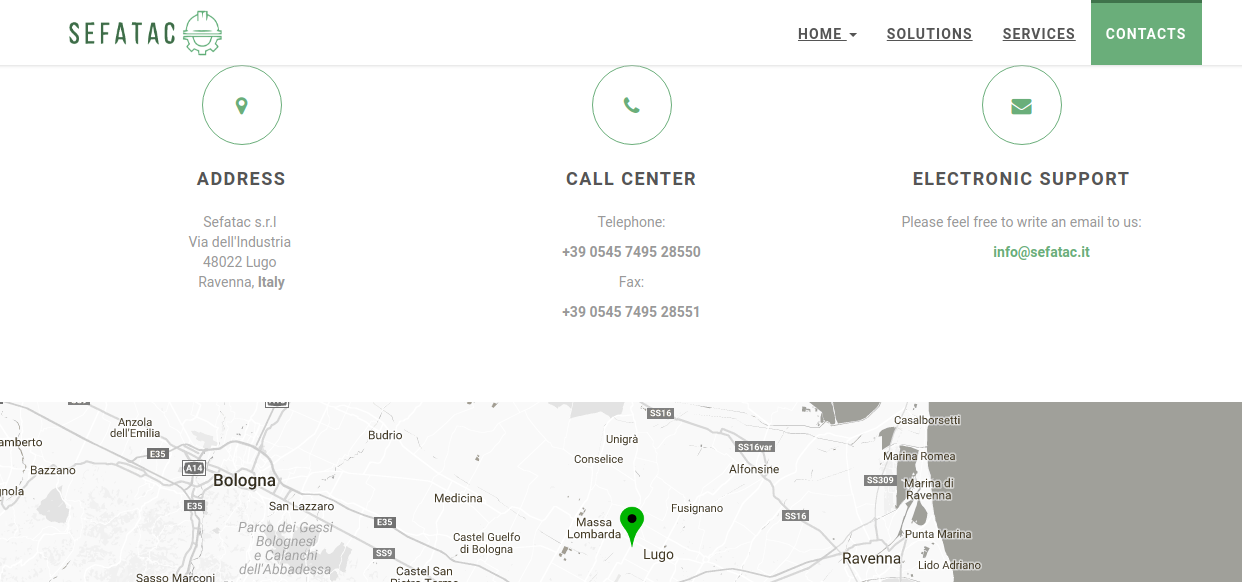 SEFATAC
HOME
SOLUTIONS
SERVICES
CONTACTS
ADDRESS
Sefatac s.r.l
Via dell'Industria
48022 Lugo
Ravenna, Italy
CALL CENTER
Telephone:
+39 0545 7495 28550
Fax:
+39 0545 7495 28551
ELECTRONIC SUPPORT
Please feel free to write an email to us:
info@sefatac.it
SS16
Casalborsetti
Anzola
dell'Emilia
Budrio
Unigrà
amberto
E35
SS16var
A14
Conselice
Marina Romea
Bazzano
Alfonsine
Bologna
SS309
Marina di
Ravenna
gnola
Medicina
E35
San Lazzaro
Fusignano
SS16
Parco dei Gessi
Bolognesi
e Calanchi
dell'Abbadessa
E35
Massa
Lombarda
Castel Guelfo
di Bologna
Punta Marina
SS9
Lugo
Ravenna
Lido Adriano
Sasso Marconi
Castel San
Pietro Terme